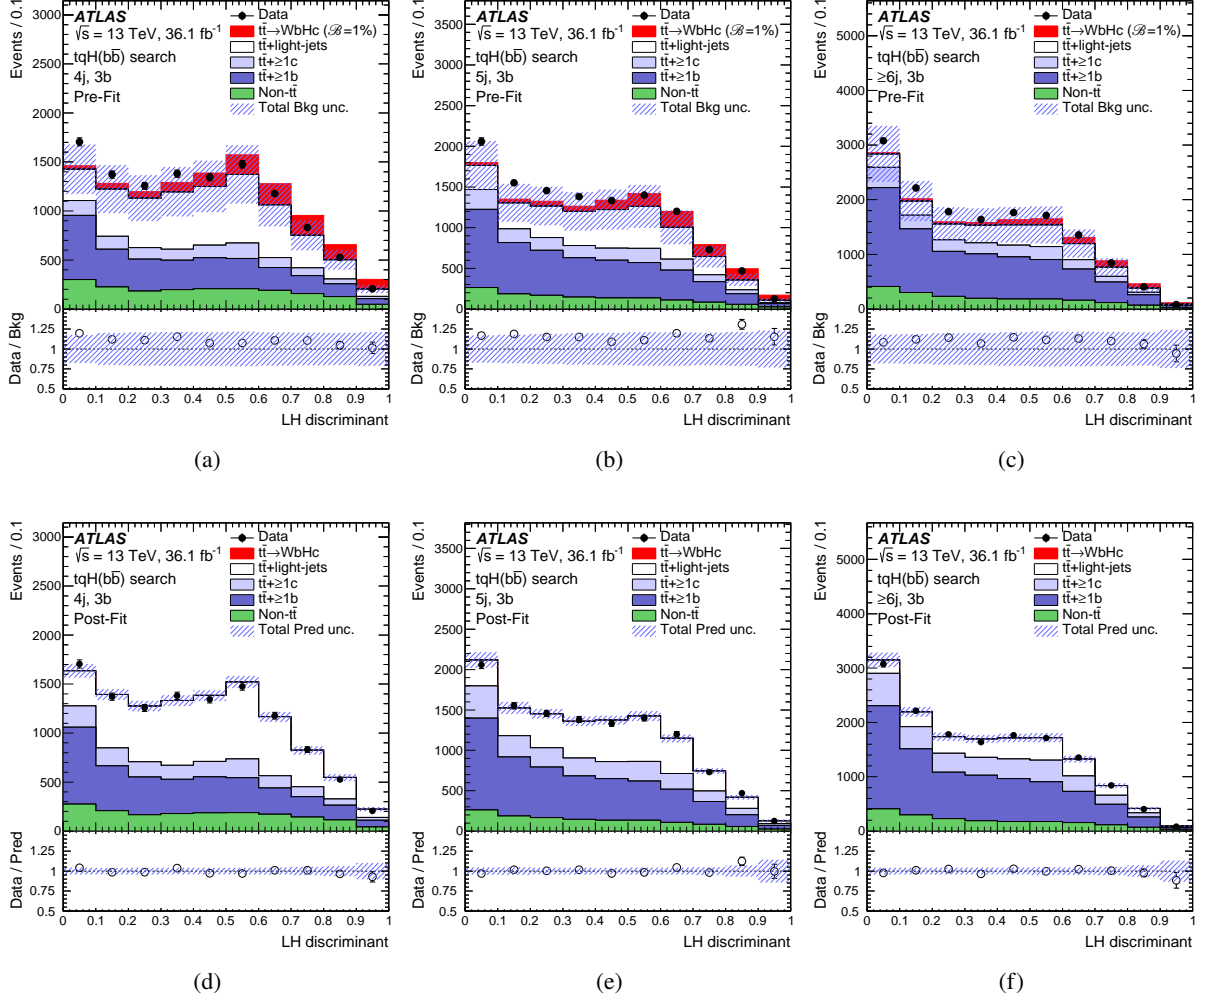 Events / 0.1
3000
2500
2000
1500
1000
500
0
ATLAS
√s = 13 TeV, 36.1 fb⁻¹
tqH(bb̄) search
4j, 3b
Pre-Fit
Data
tt̄→WbHc (ℬ=1%)
tt̄+light-jets
tt̄+≥1c
tt̄+≥1b
Non-tt̄
Total Bkg unc.
Data / Bkg
1.25
1
0.75
0.5
0 0.1 0.2 0.3 0.4 0.5 0.6 0.7 0.8 0.9 1
LH discriminant
(a)
Events / 0.1
3500
3000
2500
2000
1500
1000
500
0
ATLAS
√s = 13 TeV, 36.1 fb⁻¹
tqH(bb̄) search
5j, 3b
Pre-Fit
Data
tt̄→WbHc (ℬ=1%)
tt̄+light-jets
tt̄+≥1c
tt̄+≥1b
Non-tt̄
Total Bkg unc.
Data / Bkg
1.25
1
0.75
0.5
0 0.1 0.2 0.3 0.4 0.5 0.6 0.7 0.8 0.9 1
LH discriminant
(b)
Events / 0.1
5000
4000
3000
2000
1000
0
ATLAS
√s = 13 TeV, 36.1 fb⁻¹
tqH(bb̄) search
≥6j, 3b
Pre-Fit
Data
tt̄→WbHc (ℬ=1%)
tt̄+light-jets
tt̄+≥1c
tt̄+≥1b
Non-tt̄
Total Bkg unc.
Data / Bkg
1.25
1
0.75
0.5
0 0.1 0.2 0.3 0.4 0.5 0.6 0.7 0.8 0.9 1
LH discriminant
(c)
Events / 0.1
3000
2500
2000
1500
1000
500
0
ATLAS
√s = 13 TeV, 36.1 fb⁻¹
tqH(bb̄) search
4j, 3b
Post-Fit
Data
tt̄→WbHc
tt̄+light-jets
tt̄+≥1c
tt̄+≥1b
Non-tt̄
Total Pred unc.
Data / Pred
1.25
1
0.75
0.5
0 0.1 0.2 0.3 0.4 0.5 0.6 0.7 0.8 0.9 1
LH discriminant
(d)
Events / 0.1
3500
3000
2500
2000
1500
1000
500
0
ATLAS
√s = 13 TeV, 36.1 fb⁻¹
tqH(bb̄) search
5j, 3b
Post-Fit
Data
tt̄→WbHc
tt̄+light-jets
tt̄+≥1c
tt̄+≥1b
Non-tt̄
Total Pred unc.
Data / Pred
1.25
1
0.75
0.5
0 0.1 0.2 0.3 0.4 0.5 0.6 0.7 0.8 0.9 1
LH discriminant
(e)
Events / 0.1
5000
4000
3000
2000
1000
0
ATLAS
√s = 13 TeV, 36.1 fb⁻¹
tqH(bb̄) search
≥6j, 3b
Post-Fit
Data
tt̄→WbHc
tt̄+light-jets
tt̄+≥1c
tt̄+≥1b
Non-tt̄
Total Pred unc.
Data / Pred
1.25
1
0.75
0.5
0 0.1 0.2 0.3 0.4 0.5 0.6 0.7 0.8 0.9 1
LH discriminant
(f)